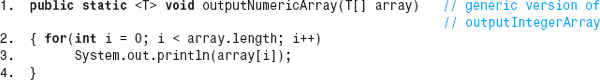 1. public static <T> void outputNumericArray(T[] array) // generic version of
// outputIntegerArray
2. { for(int i = 0; i < array.length; i++)
3. System.out.println(array[i]);
4. }